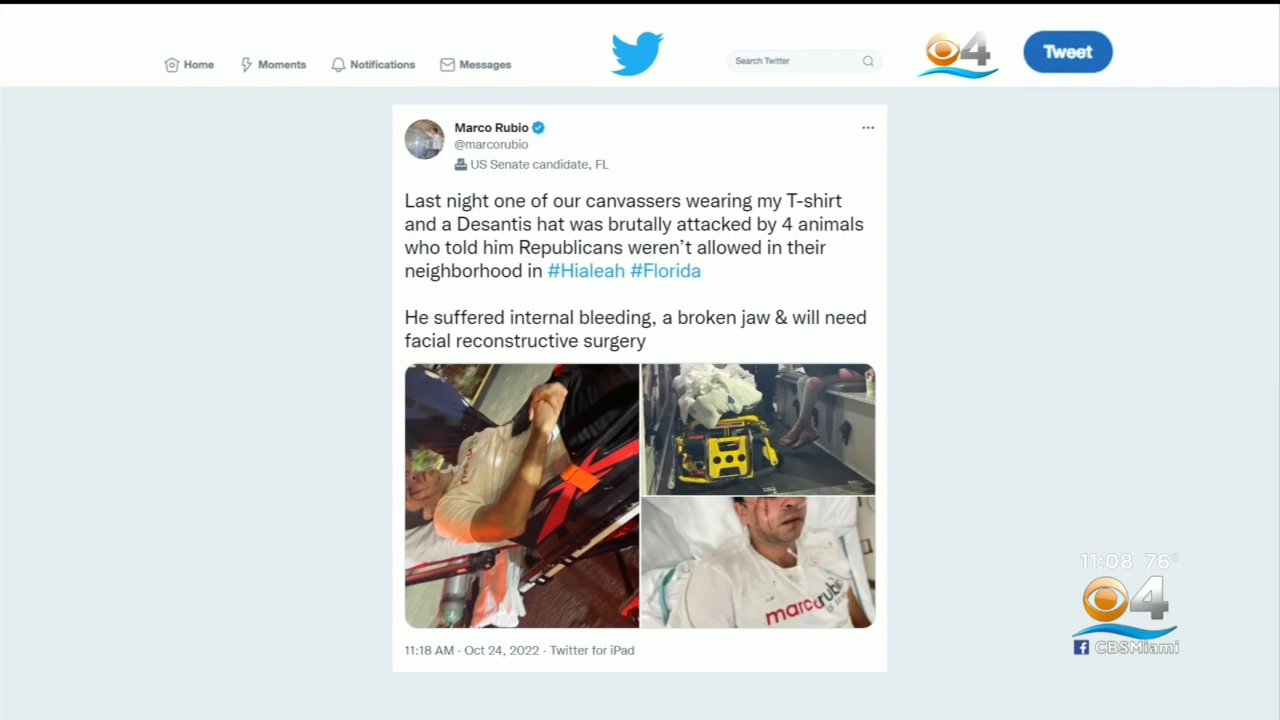 Home
Moments
Notifications
Messages
Search Twitter
4
Tweet
Marco Rubio
@marcorubio
US Senate candidate, FL
Last night one of our canvassers wearing my T-shirt
and a Desantis hat was brutally attacked by 4 animals
who told him Republicans weren't allowed in their
neighborhood in #Hialeah #Florida
He suffered internal bleeding, a broken jaw & will need
facial reconstructive surgery
marcorubio
11:18 AM · Oct 24, 2022 · Twitter for iPad
11:08 76°
4
CBSMiami